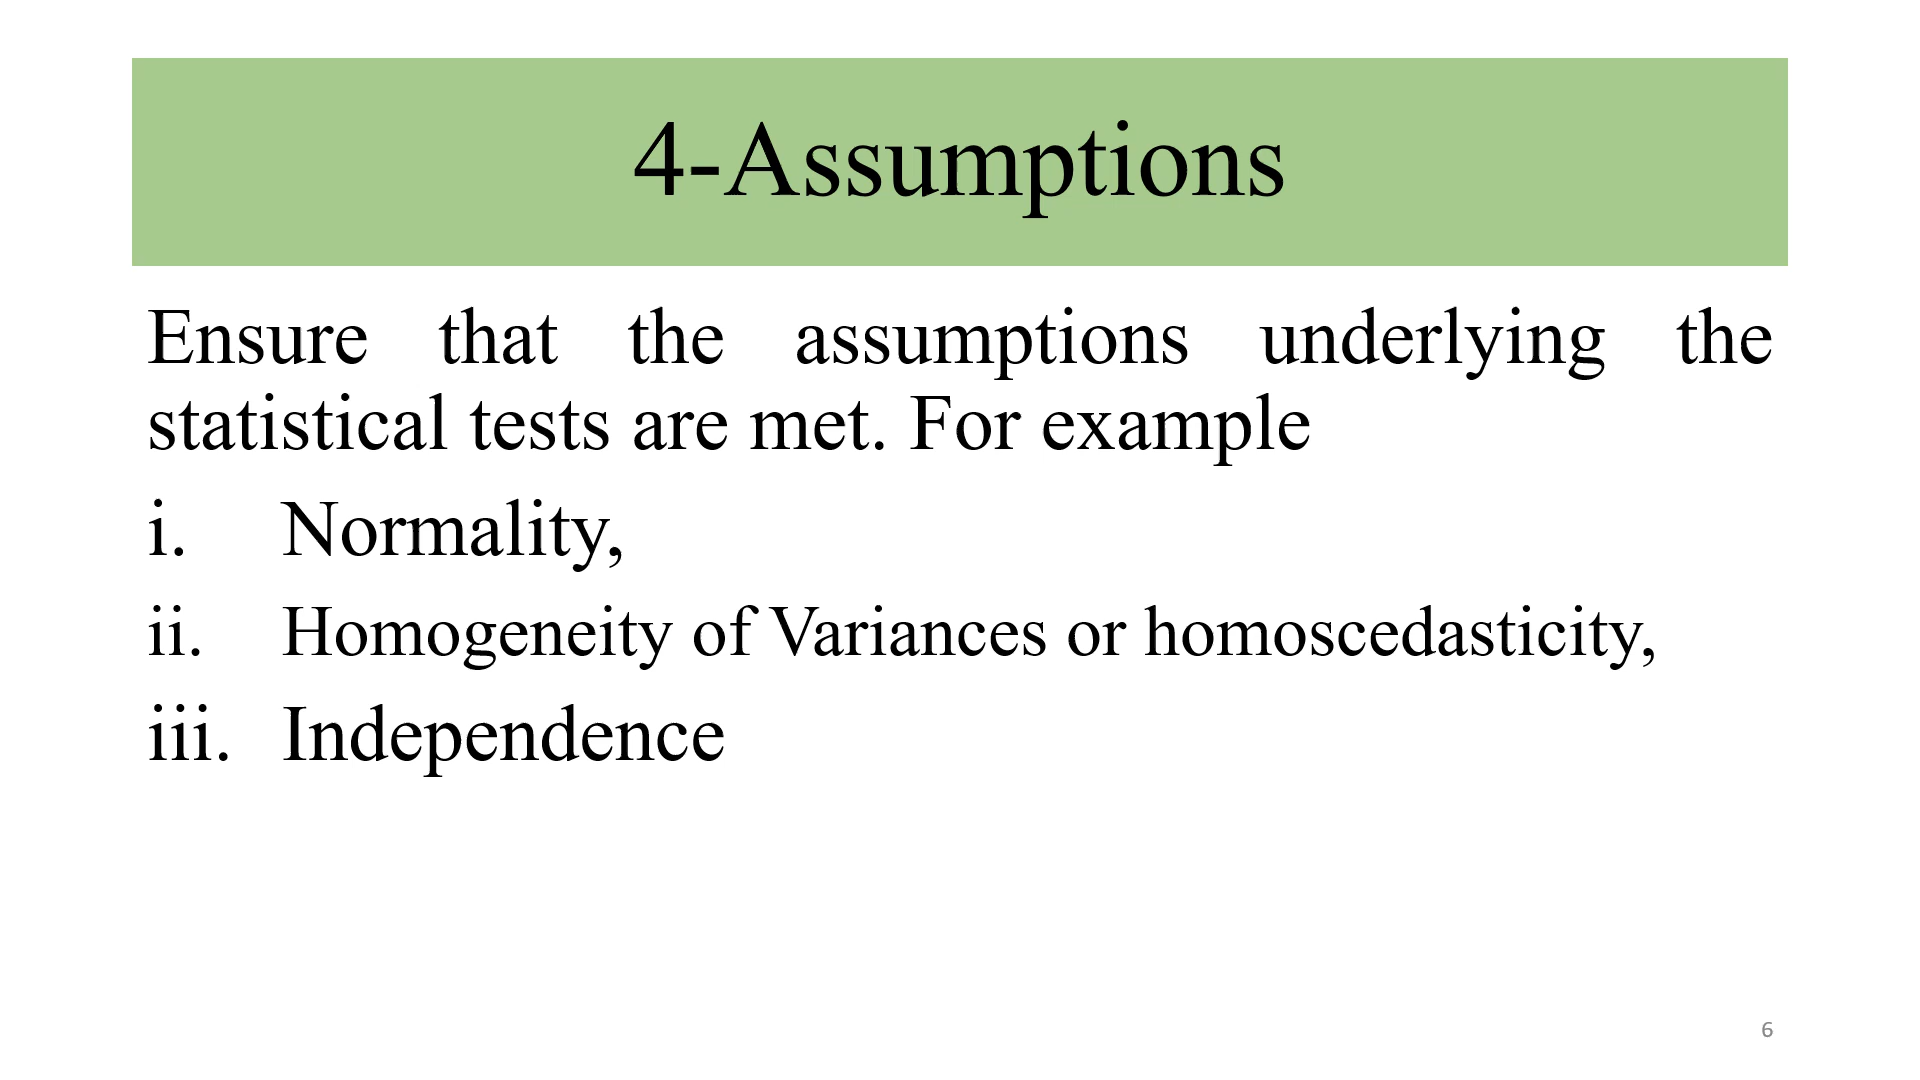 4-Assumptions
Ensure that the assumptions underlying the
statistical tests are met. For example
i. Normality,
ii. Homogeneity of Variances or homoscedasticity,
iii. Independence
6